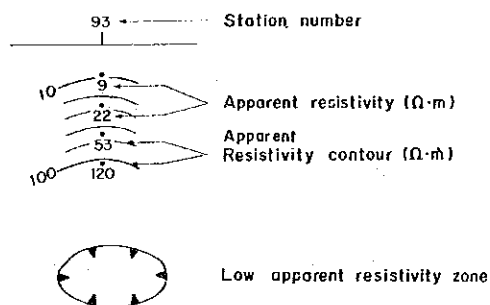 93 Station number
10
9
22 Apparent resistivity (Ω·m)
53 Apparent
Resistivity contour (Ω·m)
100
120
Low apparent resistivity zone